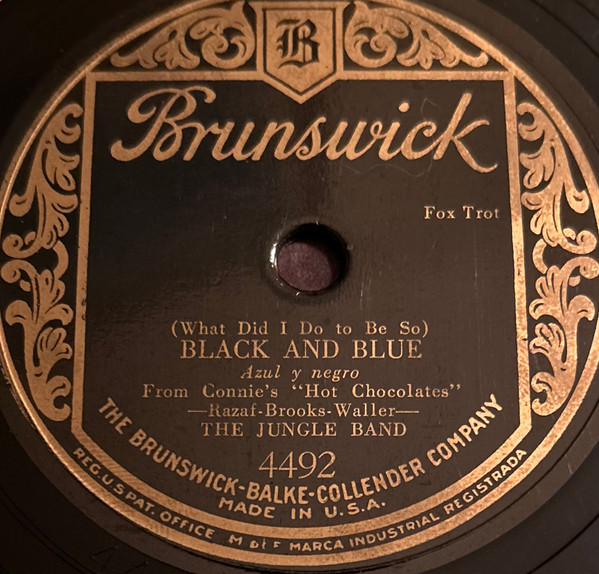 B
Brunswick
Fox Trot
(What Did I Do to Be So)
BLACK AND BLUE
Azul y negro
From Connie's "Hot Chocolates"
—Razaf-Brooks-Waller—
THE JUNGLE BAND
4492
THE BRUNSWICK-BALKE-COLLENDER COMPANY
MADE IN U.S.A.
REG.U.S.PAT. OFFICE M DE F MARCA INDUSTRIAL REGISTRADA